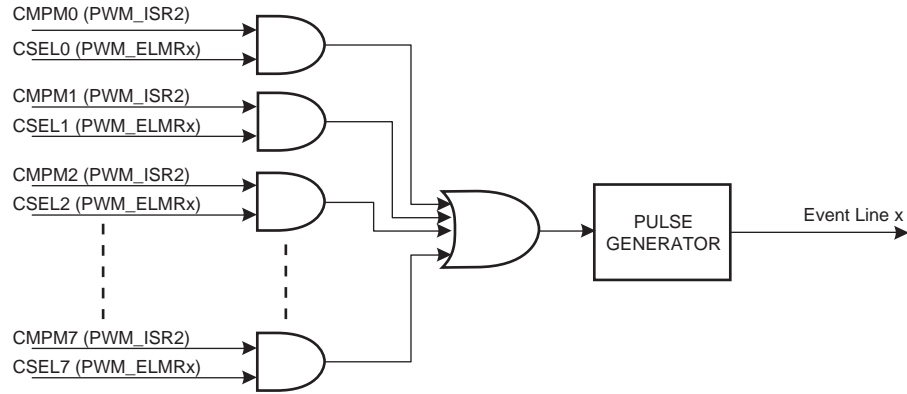 CMPM0 (PWM_ISR2)
CSEL0 (PWM_ELMRx)
CMPM1 (PWM_ISR2)
CSEL1 (PWM_ELMRx)
CMPM2 (PWM_ISR2)
CSEL2 (PWM_ELMRx)
CMPM7 (PWM_ISR2)
CSEL7 (PWM_ELMRx)
PULSE
GENERATOR
Event Line x